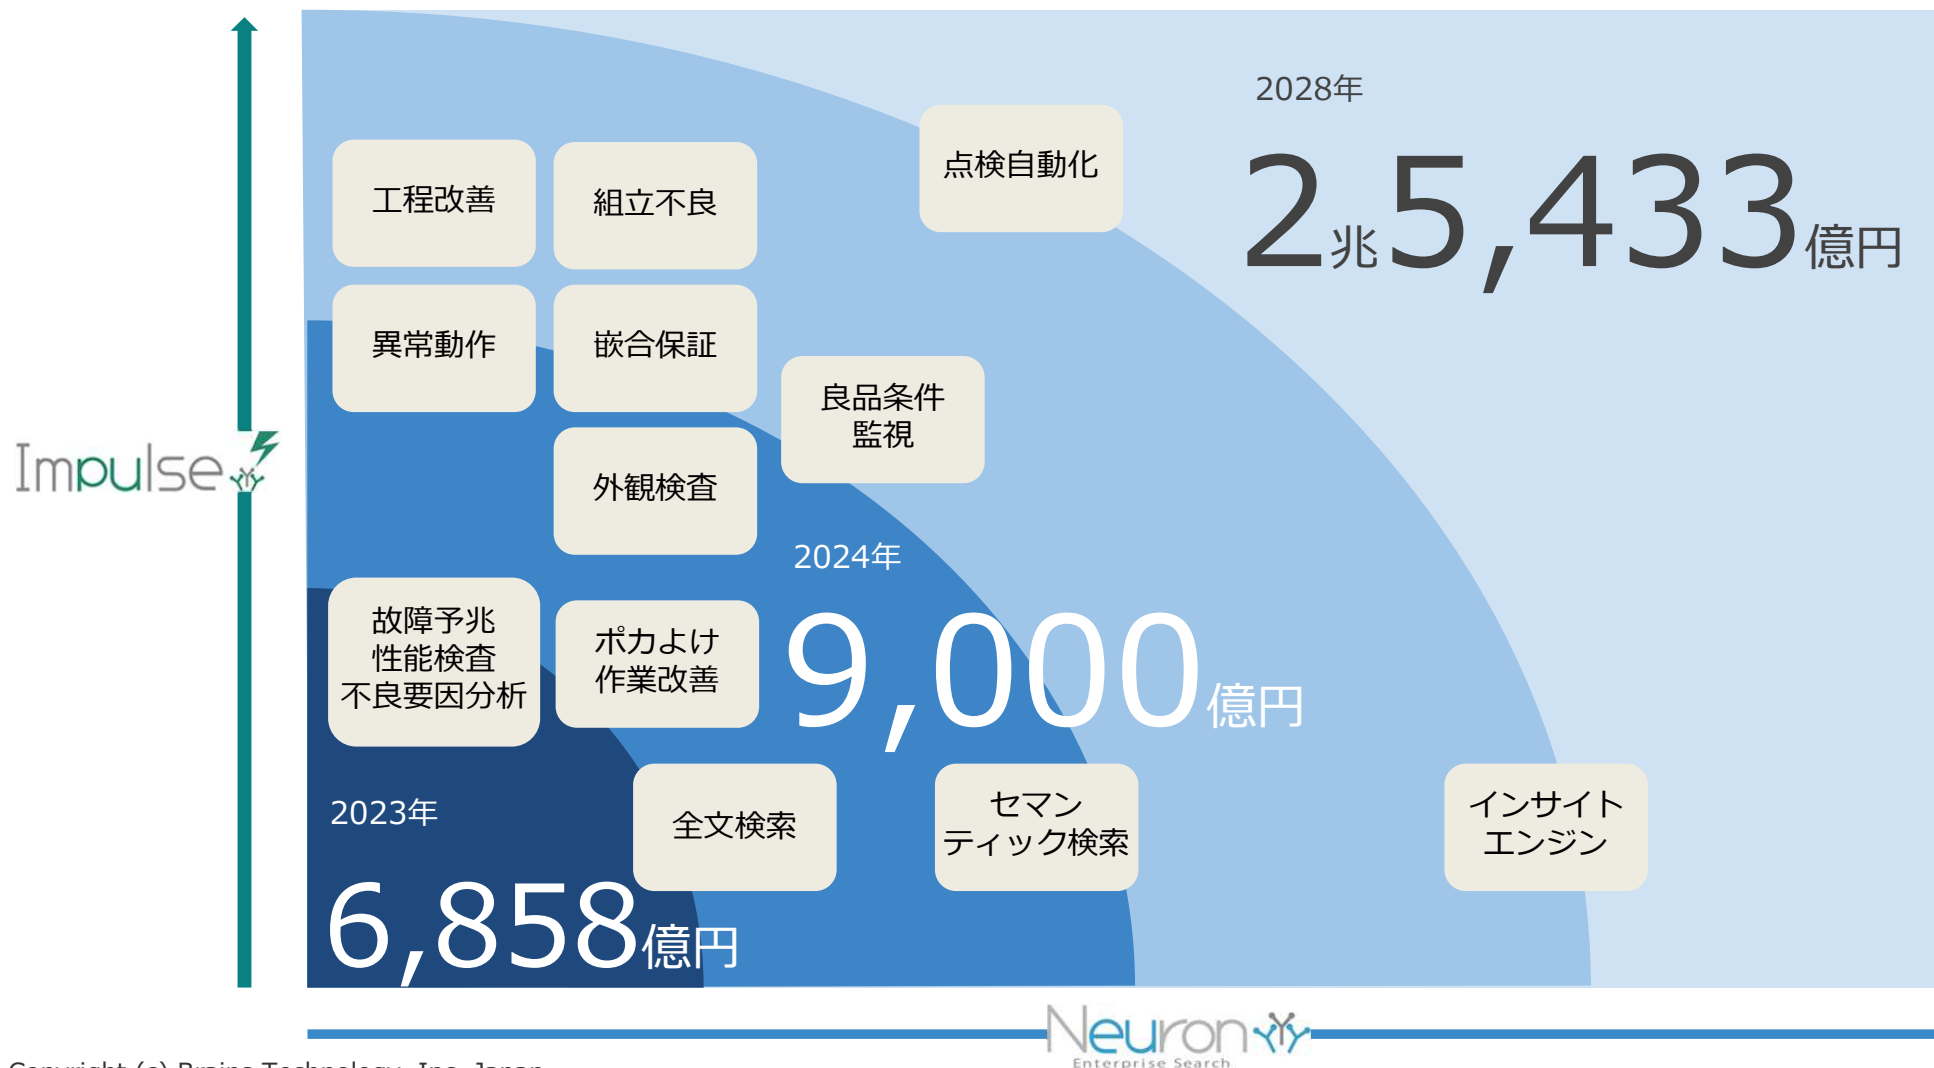 2028年
2兆5,433億円
点検自動化
工程改善
組立不良
異常動作
嵌合保証
良品条件
監視
Impulse
外観検査
2024年
9,000億円
故障予兆
性能検査
不良要因分析
ポカよけ
作業改善
2023年
6,858億円
全文検索
セマン
ティック検索
インサイト
エンジン
Neuron
Enterprise Search
Copyright (c) Brains Technology, Inc. Japan